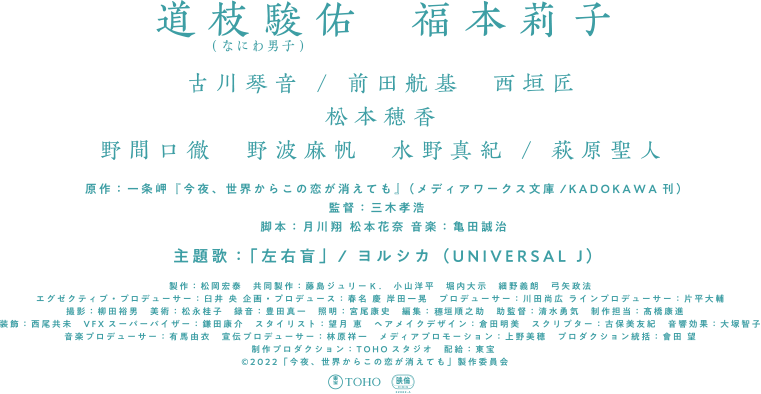 道枝駿佑　福本莉子
(なにわ男子)
古川琴音 / 前田航基　西垣匠
松本穂香
野間口徹　野波麻帆　水野真紀 / 萩原聖人
原作：一条岬『今夜、世界からこの恋が消えても』（メディアワークス文庫/KADOKAWA刊）
監督：三木孝浩
脚本：月川翔 松本花奈 音楽：亀田誠治
主題歌：「左右盲」/ ヨルシカ（UNIVERSAL J）
製作：松岡宏泰　共同製作：藤島ジュリーK.　小山洋平　堀内大示　細野義朗　弓矢政法
エグゼクティブ・プロデューサー：臼井 央 企画・プロデュース：春名 慶 岸田一晃　プロデューサー：川田尚広 ラインプロデューサー：片平大輔
撮影：柳田裕男　美術：松永桂子　録音：豊田真一　照明：宮尾康史　編集：穗垣順之助　助監督：清水勇気　制作担当：髙橋康進
装飾：西尾共未　VFXスーパーバイザー：鎌田康介　スタイリスト：望月 恵　ヘアメイクデザイン：倉田明美　スクリプター：古保美友紀　音響効果：大塚智子
音楽プロデューサー：有馬由衣　宣伝プロデューサー：林原祥一　メディアプロモーション：上野美穂　プロダクション統括：會田 望
制作プロダクション：TOHOスタジオ　配給：東宝
©2022「今夜、世界からこの恋が消えても」製作委員会
東宝 TOHO 映倫